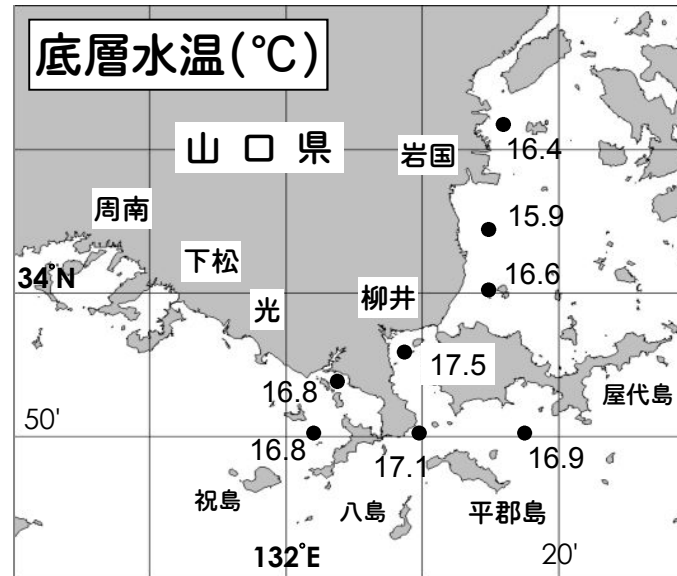 底層水温(℃)
山口県
岩国
16.4
周南
15.9
下松
34°N
16.6
光
柳井
17.5
16.8
屋代島
50'
16.8
17.1
16.9
祝島
八島
平郡島
132°E
20'